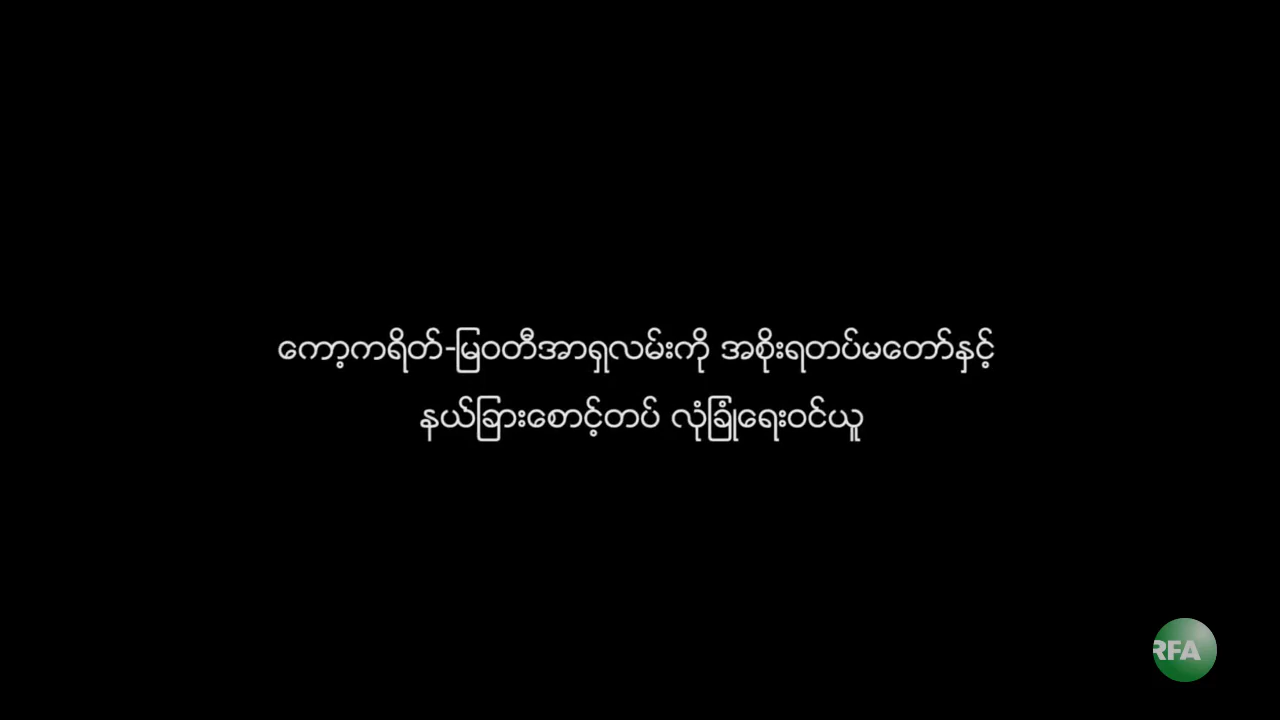 ကော့ကရိတ်-မြဝတီအာရှလမ်းကို အစိုးရတပ်မတော်နှင့်
နယ်ခြားစောင့်တပ် လုံခြုံရေးဝင်ယူ
RFA